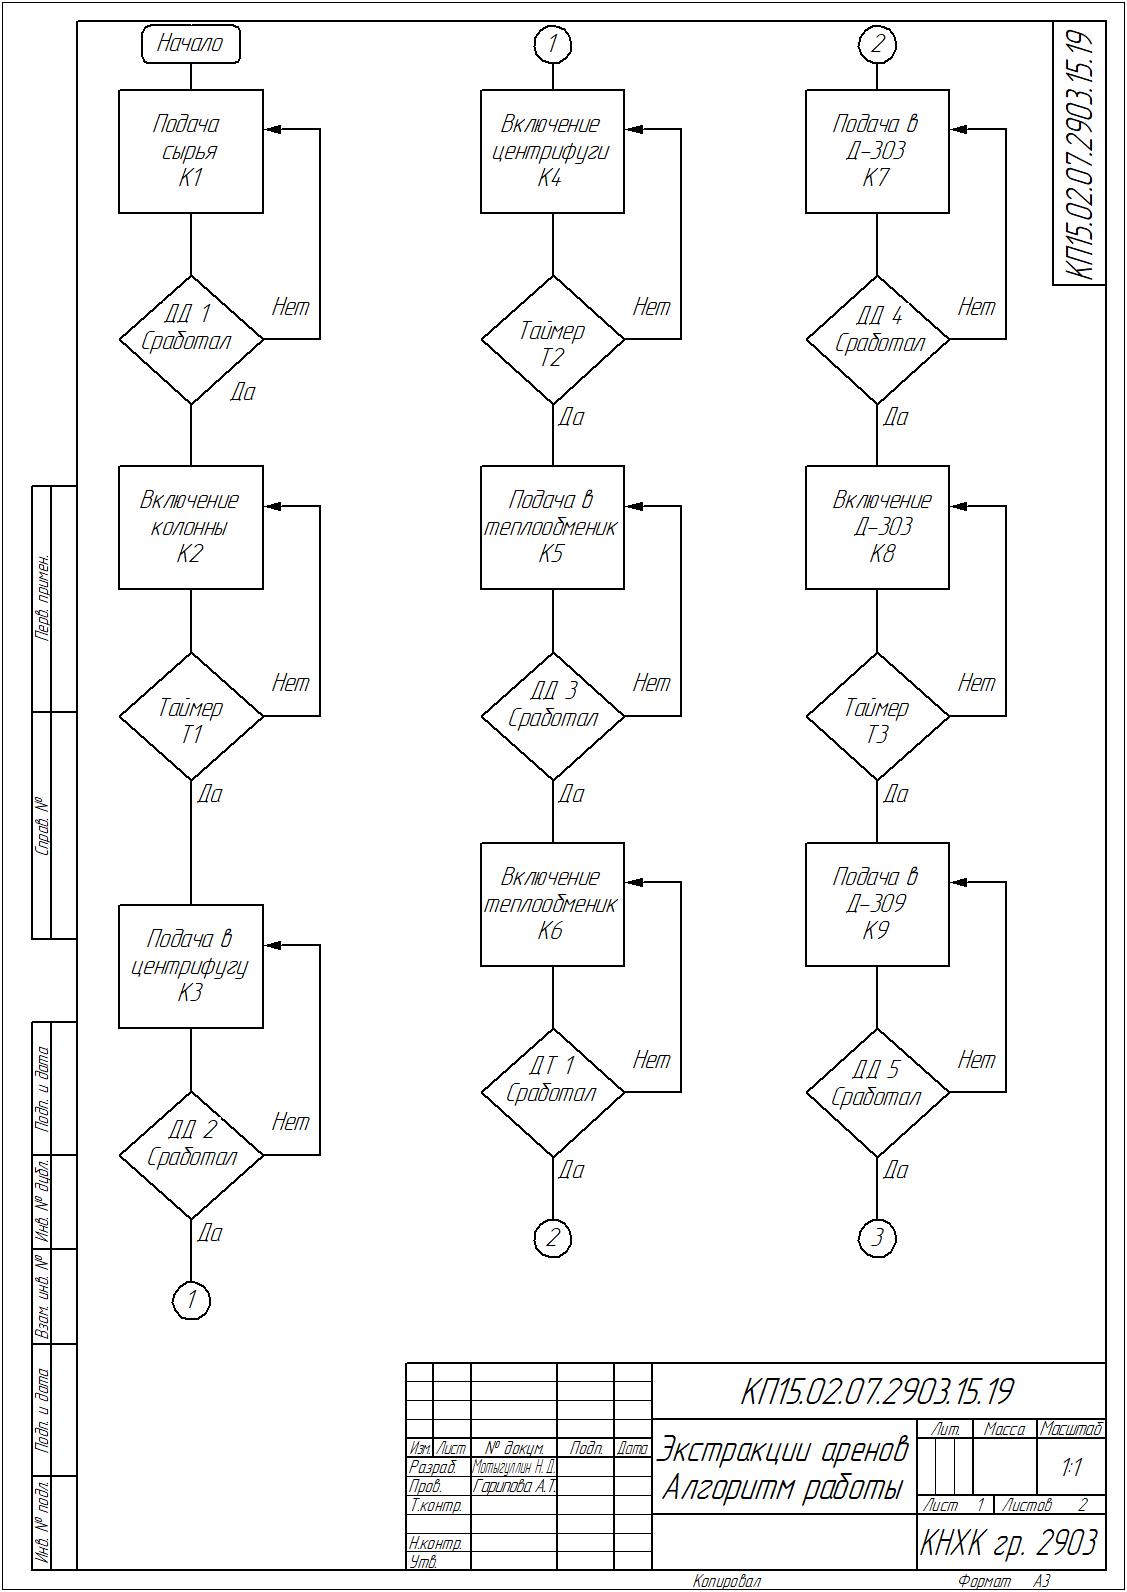 Начало
Подача
сырья
К1
ДД 1
Сработал
Нет
Да
Включение
колонны
К2
Таймер
Т1
Нет
Да
Подача в
центрифугу
К3
ДД 2
Сработал
Нет
Да
1
1
Включение
центрифуги
К4
Таймер
Т2
Нет
Да
Подача в
теплообменик
К5
ДД 3
Сработал
Нет
Да
Включение
теплообменик
К6
ДТ 1
Сработал
Нет
Да
2
2
Подача в
Д-303
К7
ДД 4
Сработал
Нет
Да
Включение
Д-303
К8
Таймер
Т3
Нет
Да
Подача в
Д-309
К9
ДД 5
Сработал
Нет
Да
3
КП15.02.07.2903.15.19
Перв. примен.
Справ. №
Подп. и дата
Инв. № дубл.
Взам. инв. №
Подп. и дата
Инв. № подл.
КП15.02.07.2903.15.19
Изм. Лист № докум. Подп. Дата
Разраб. Мотыгуллин Н. Д.
Пров. Гарипова А.Т.
Т.контр.
Н.контр.
Утв.
Экстракции аренов
Алгоритм работы
Лит. Масса Масштаб
1:1
Лист 1 Листов 2
КНХК гр. 2903
Копировал Формат А3